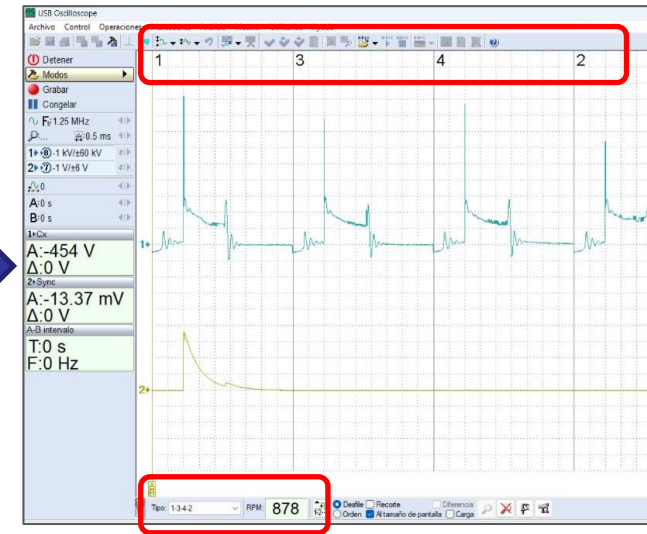 USB Oscilloscope
Archivo Control Operaciones
Detener
Modos
Grabar
Congelar
Fs:1.25 MHz
0.5 ms
1 8 -1 kV/±60 kV
2 7 -1 V/±6 V
0
A:0 s
B:0 s
1 Cx
A:-454 V
Δ:0 V
2 Sync
A:-13.37 mV
Δ:0 V
A-B intervalo
T:0 s
F:0 Hz
1 3 4 2
1
2
A
Tipo: 1-3-4-2 RPM: 878 Desfile Recorte Diferencia
Orden Al tamaño de pantalla Carga